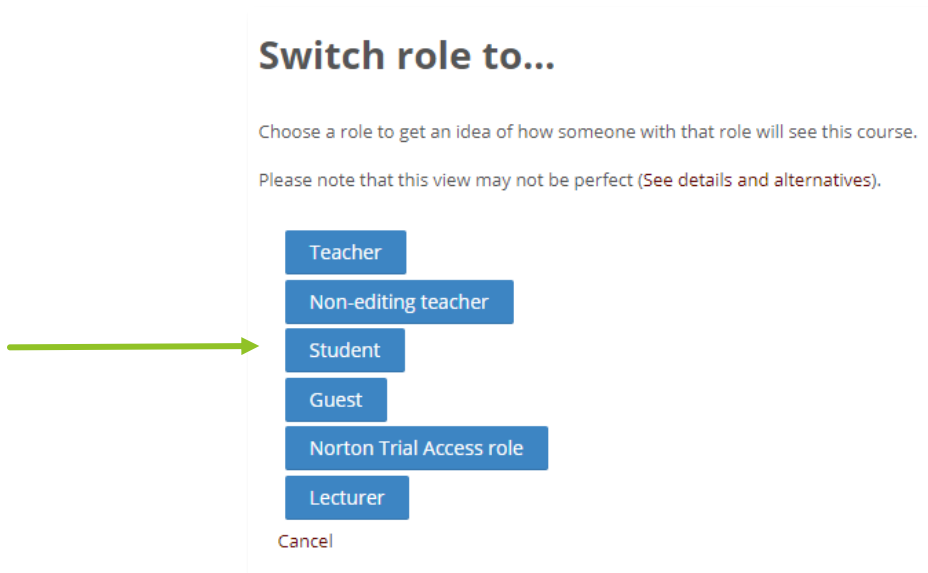 Switch role to...
Choose a role to get an idea of how someone with that role will see this course.
Please note that this view may not be perfect (See details and alternatives).
Teacher
Non-editing teacher
Student
Guest
Norton Trial Access role
Lecturer
Cancel